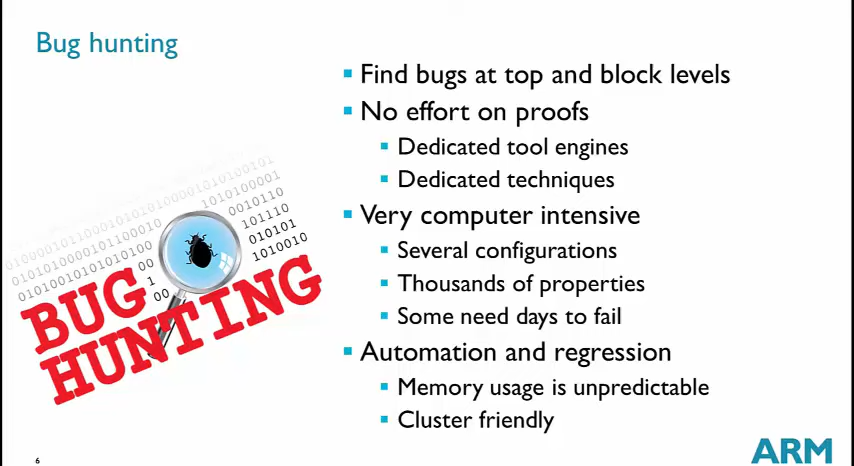 Bug hunting
Find bugs at top and block levels
No effort on proofs
Dedicated tool engines
Dedicated techniques
Very computer intensive
Several configurations
Thousands of properties
Some need days to fail
Automation and regression
Memory usage is unpredictable
Cluster friendly
BUG
HUNTING
6
ARM